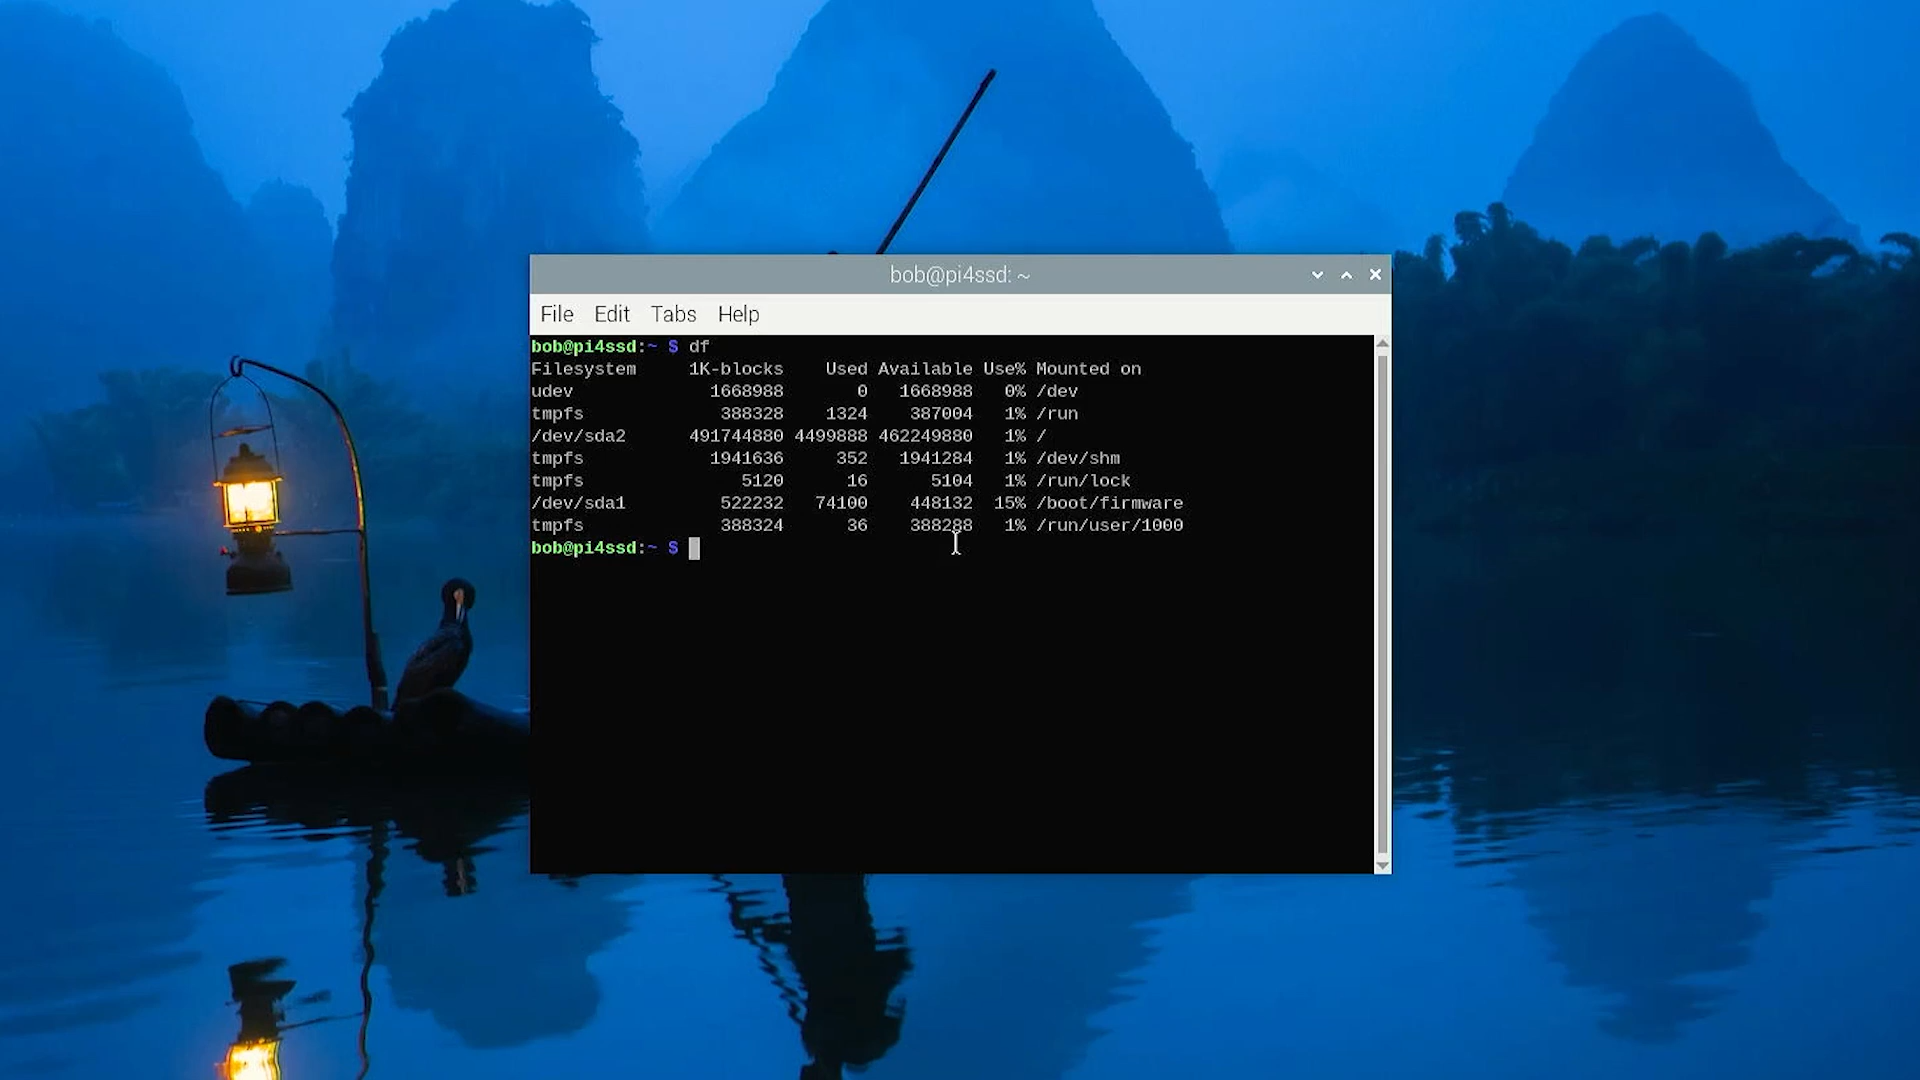 bob@pi4ssd: ~
File Edit Tabs Help
bob@pi4ssd:~ $ df
Filesystem     1K-blocks    Used Available Use% Mounted on
udev             1668988       0   1668988   0% /dev
tmpfs             388328    1324    387004   1% /run
/dev/sda2      491744880 4499888 462249880   1% /
tmpfs            1941636     352   1941284   1% /dev/shm
tmpfs               5120      16      5104   1% /run/lock
/dev/sda1         522232   74100    448132  15% /boot/firmware
tmpfs             388324      36    388288   1% /run/user/1000
bob@pi4ssd:~ $